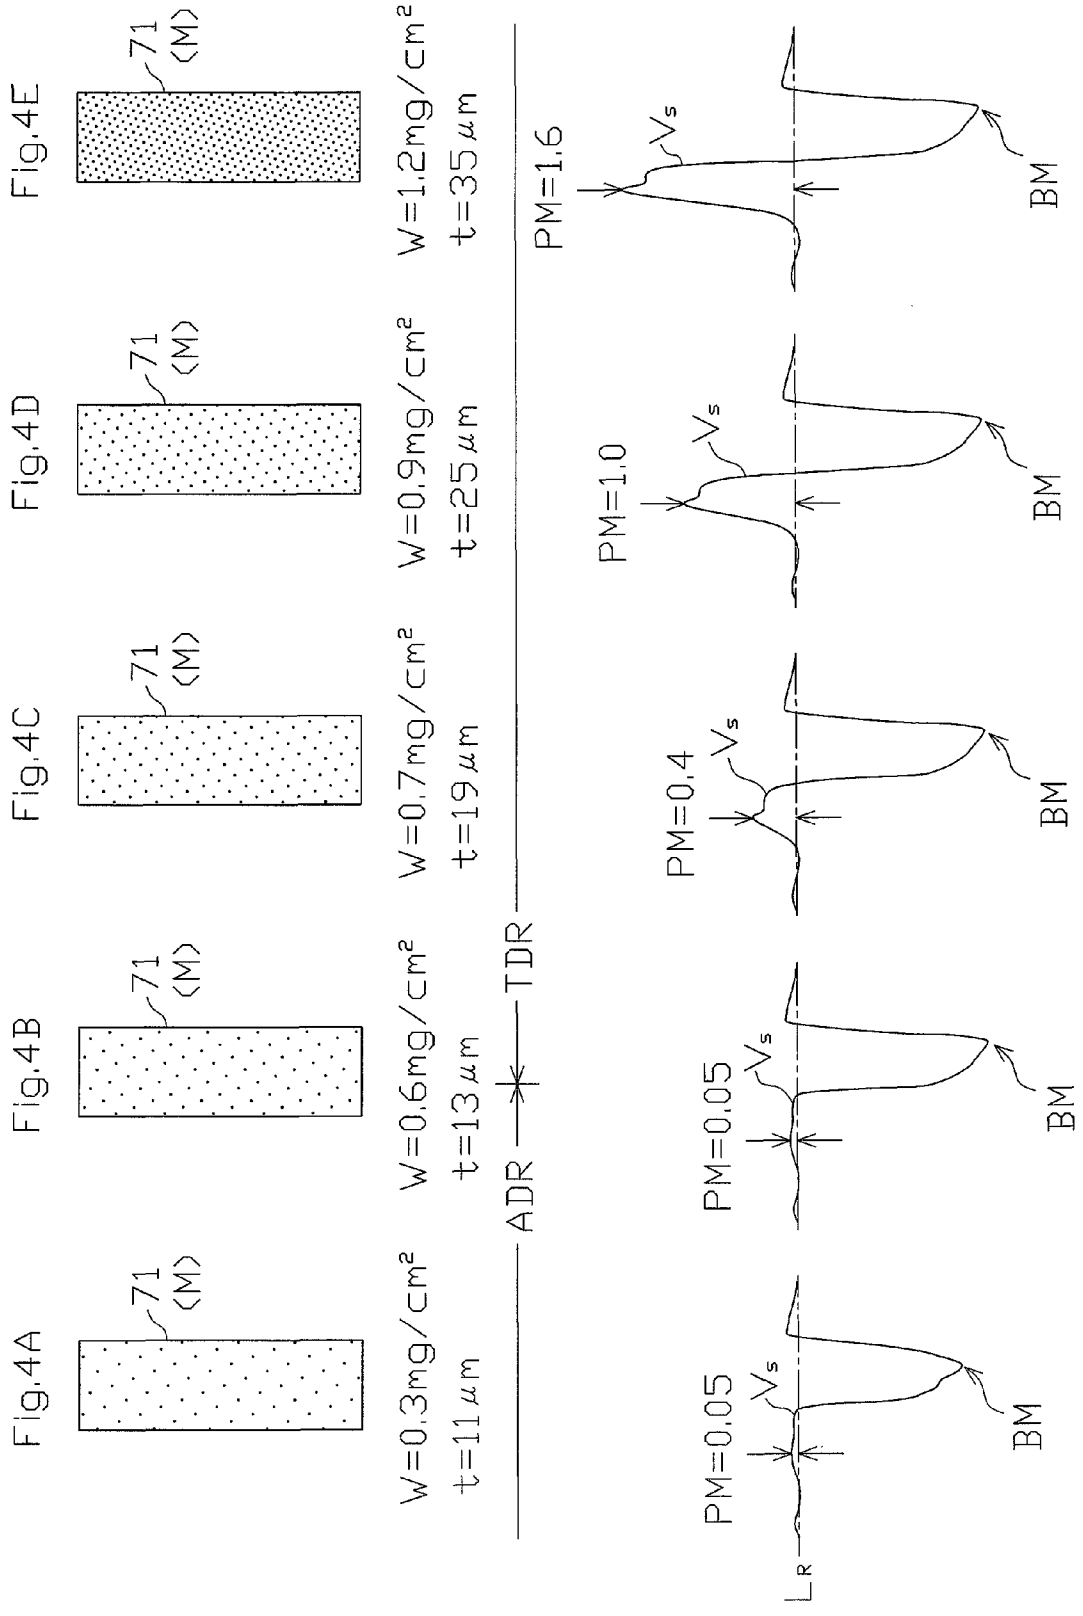 Fig.4A
71
(M)
W=0.3mg/cm²
t=11μm
PM=0.05
Vs
BM
LR
Fig.4B
71
(M)
W=0.6mg/cm²
t=13μm
PM=0.05
Vs
BM
ADR
TDR
Fig.4C
71
(M)
W=0.7mg/cm²
t=19μm
PM=0.4
Vs
BM
Fig.4D
71
(M)
W=0.9mg/cm²
t=25μm
PM=1.0
Vs
BM
Fig.4E
71
(M)
W=1.2mg/cm²
t=35μm
PM=1.6
Vs
BM